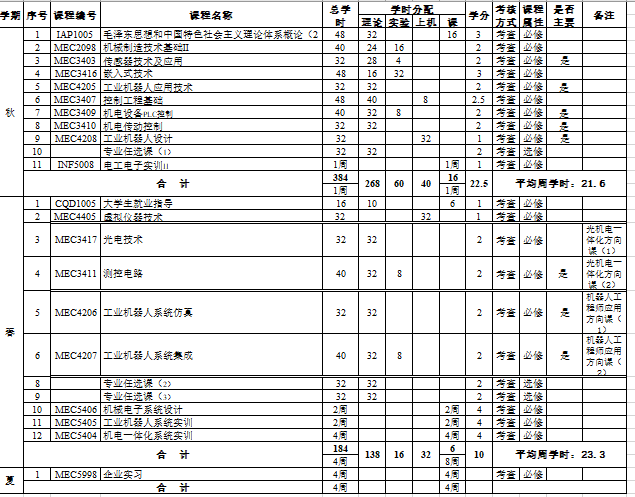 学期 序号 课程编号 课程名称 总学时 学时分配 学分 考核方式 课程属性 是否主要 备注
理论 实验 上机 课
秋
1 IAP1005 毛泽东思想和中国特色社会主义理论体系概论（2 48 32 16 3 考查 必修
2 MEC2098 机械制造技术基础II 40 24 16 2 考查 必修
3 MEC3403 传感器技术及应用 32 28 4 2 考查 必修 是
4 MEC3416 嵌入式技术 48 16 32 3 考查 必修
5 MEC4205 工业机器人应用技术 32 32 2 考查 必修 是
6 MEC3407 控制工程基础 48 40 8 2.5 考查 必修
7 MEC3409 机电设备PLC控制 40 32 8 2 考查 必修 是
8 MEC3410 机电传动控制 32 32 2 考查 必修 是
9 MEC4208 工业机器人设计 32 32 1 考查 必修 是
10 专业任选课（1） 32 32 2 考查 选修
11 INF5008 电工电子实训II 1周 1周 1 考查 必修
合 计 384 268 60 40 16 22.5 平均周学时：21.6
1周 1周
春
1 CQD1005 大学生就业指导 16 10 6 1 考查 必修
2 MEC4405 虚拟仪器技术 32 32 1 考查 必修
3 MEC3417 光电技术 32 32 2 考查 必修 光机电一体化方向课（1）
4 MEC3411 测控电路 40 32 8 2 考查 必修 是 光机电一体化方向课（2）
5 MEC4206 工业机器人系统仿真 32 32 2 考查 必修 是 机器人工程师应用方向课（1）
6 MEC4207 工业机器人系统集成 40 32 8 2 考查 必修 是 机器人工程师应用方向课（2）
8 专业任选课（2） 32 32 2 考查 选修
9 专业任选课（3） 32 32 2 考查 选修
10 MEC5406 机械电子系统设计 2周 2周 4 考查 必修
11 MEC5405 工业机器人系统实训 2周 2周 4 考查 必修
12 MEC5404 机电一体化系统实训 4周 4周 4 考查 必修
合 计 184 138 16 32 6 10 平均周学时：23.3
4周 8周
夏
1 MEC5998 企业实习 4周 4周 考查 必修
合 计 4周 4周